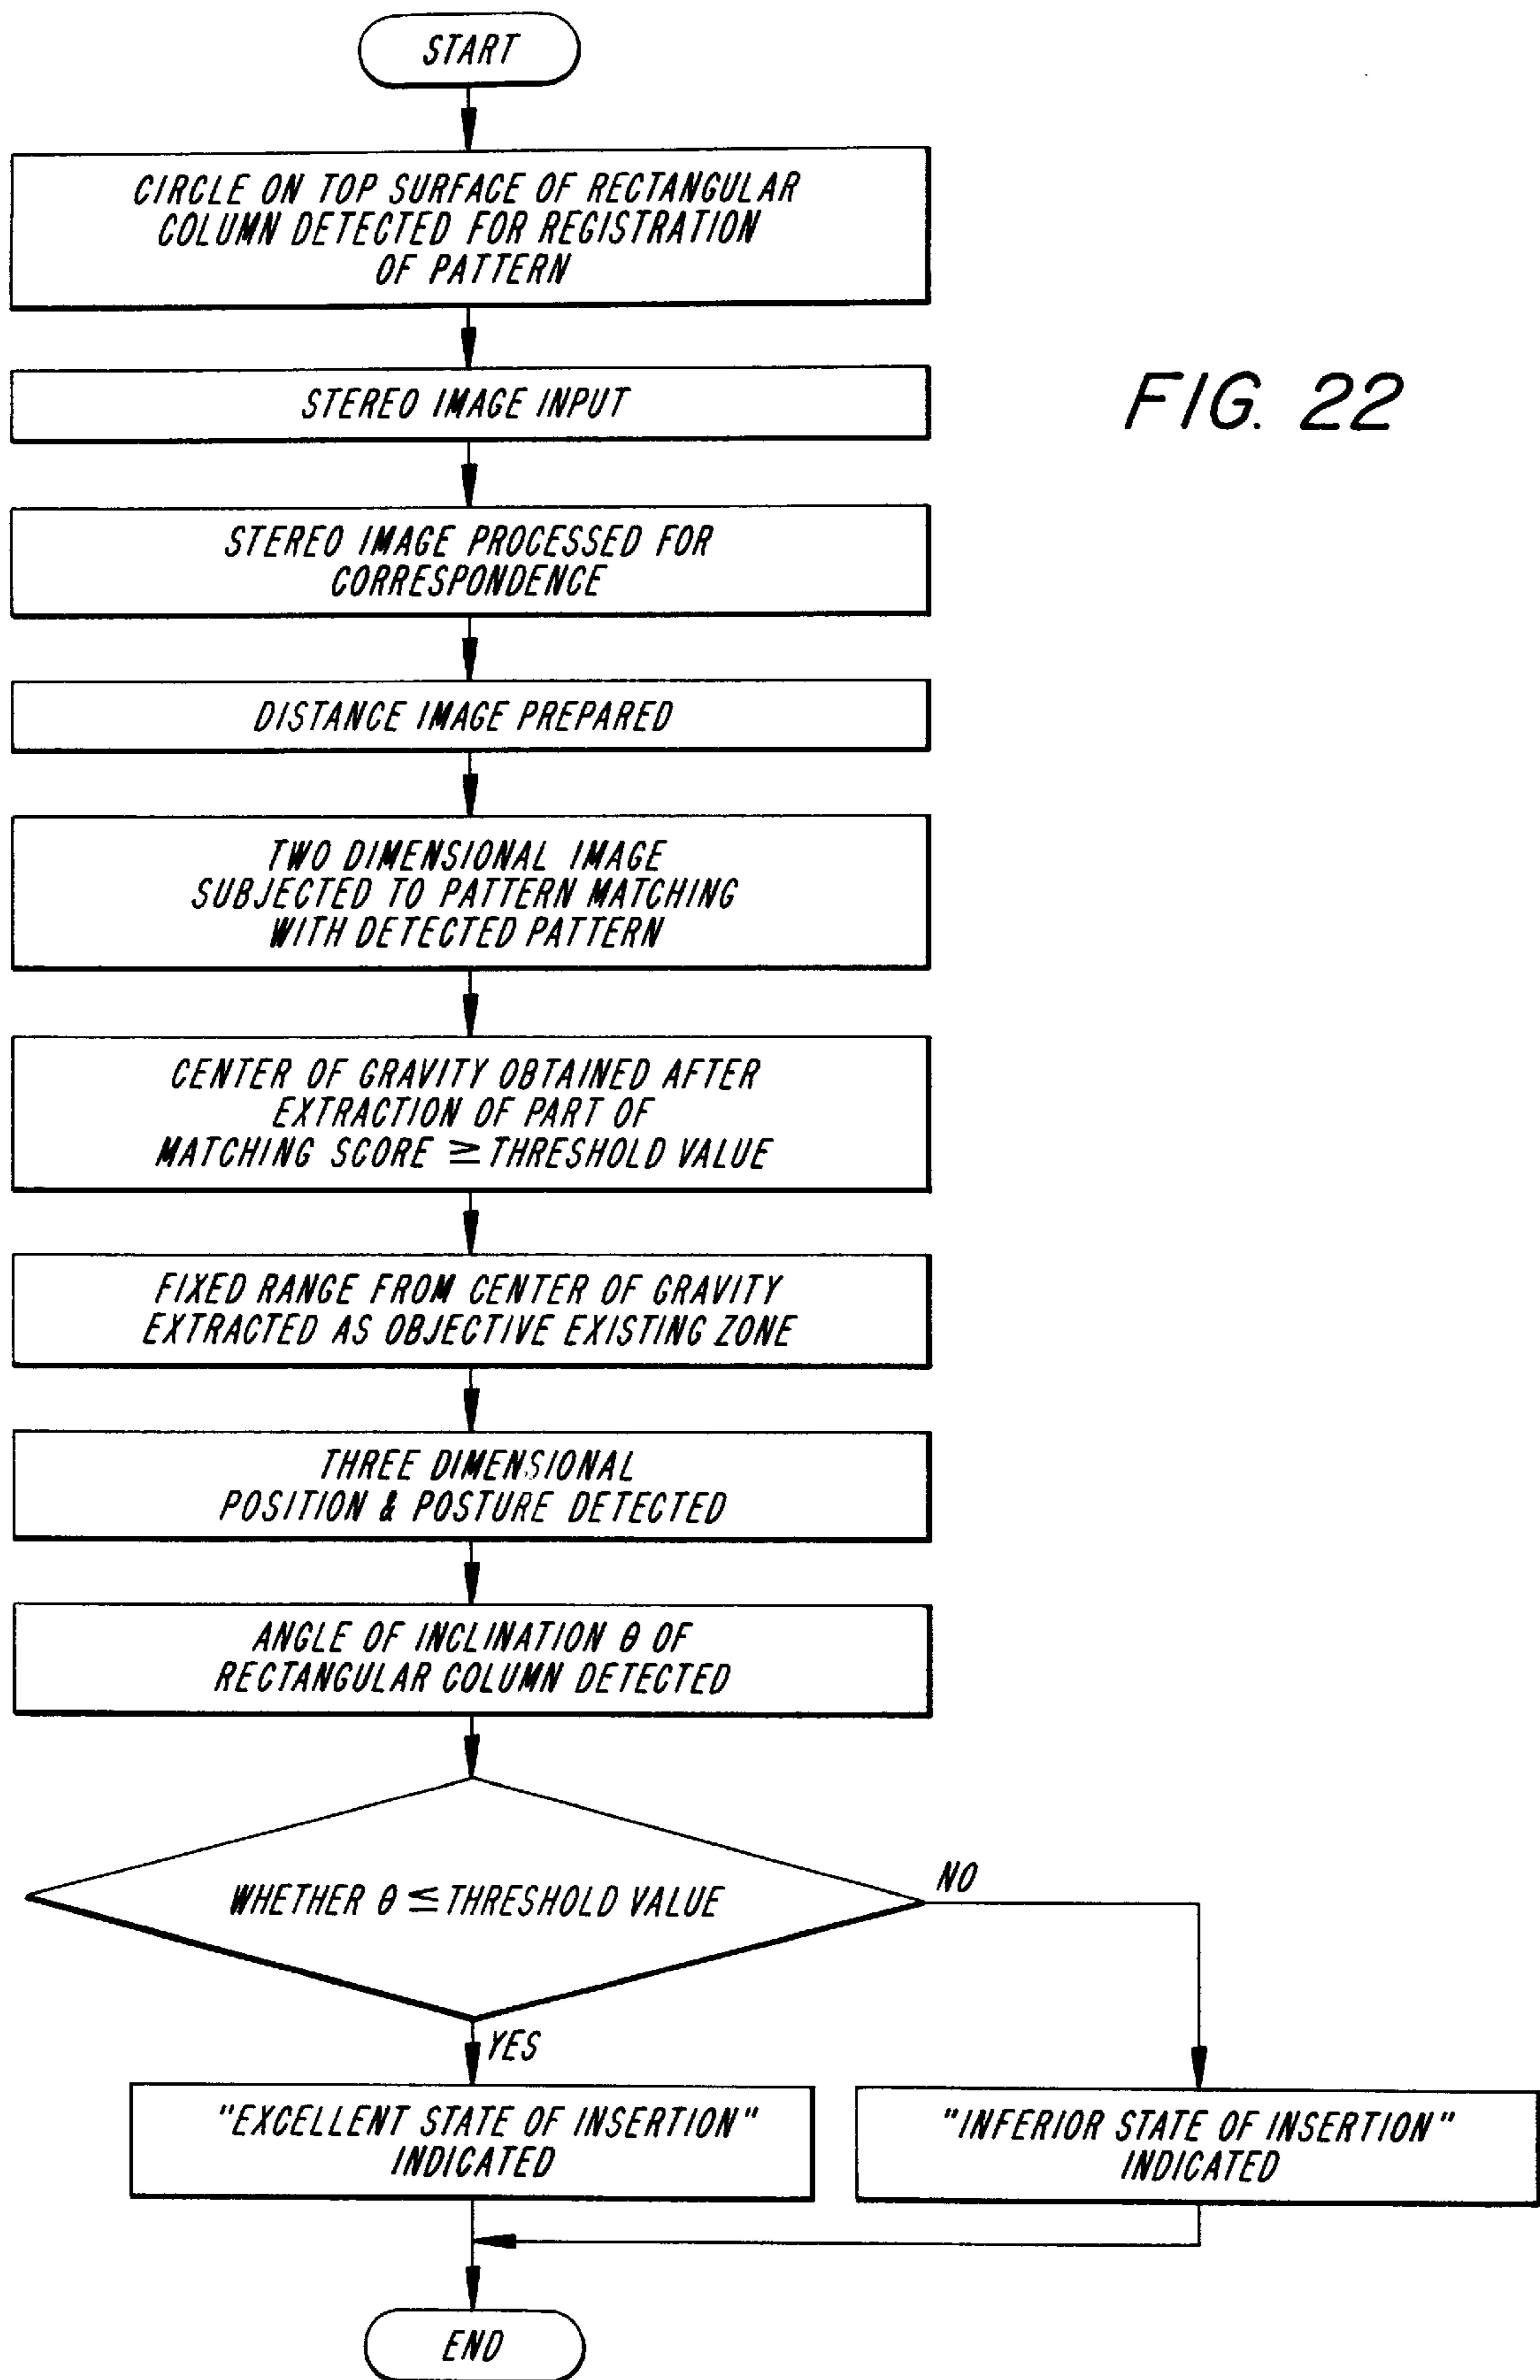 START
CIRCLE ON TOP SURFACE OF RECTANGULAR
COLUMN DETECTED FOR REGISTRATION
OF PATTERN
STEREO IMAGE INPUT
FIG. 22
STEREO IMAGE PROCESSED FOR
CORRESPONDENCE
DISTANCE IMAGE PREPARED
TWO DIMENSIONAL IMAGE
SUBJECTED TO PATTERN MATCHING
WITH DETECTED PATTERN
CENTER OF GRAVITY OBTAINED AFTER
EXTRACTION OF PART OF
MATCHING SCORE ≧ THRESHOLD VALUE
FIXED RANGE FROM CENTER OF GRAVITY
EXTRACTED AS OBJECTIVE EXISTING ZONE
THREE DIMENSIONAL
POSITION & POSTURE DETECTED
ANGLE OF INCLINATION θ OF
RECTANGULAR COLUMN DETECTED
WHETHER θ ≦ THRESHOLD VALUE
NO
YES
"EXCELLENT STATE OF INSERTION"
INDICATED
"INFERIOR STATE OF INSERTION"
INDICATED
END